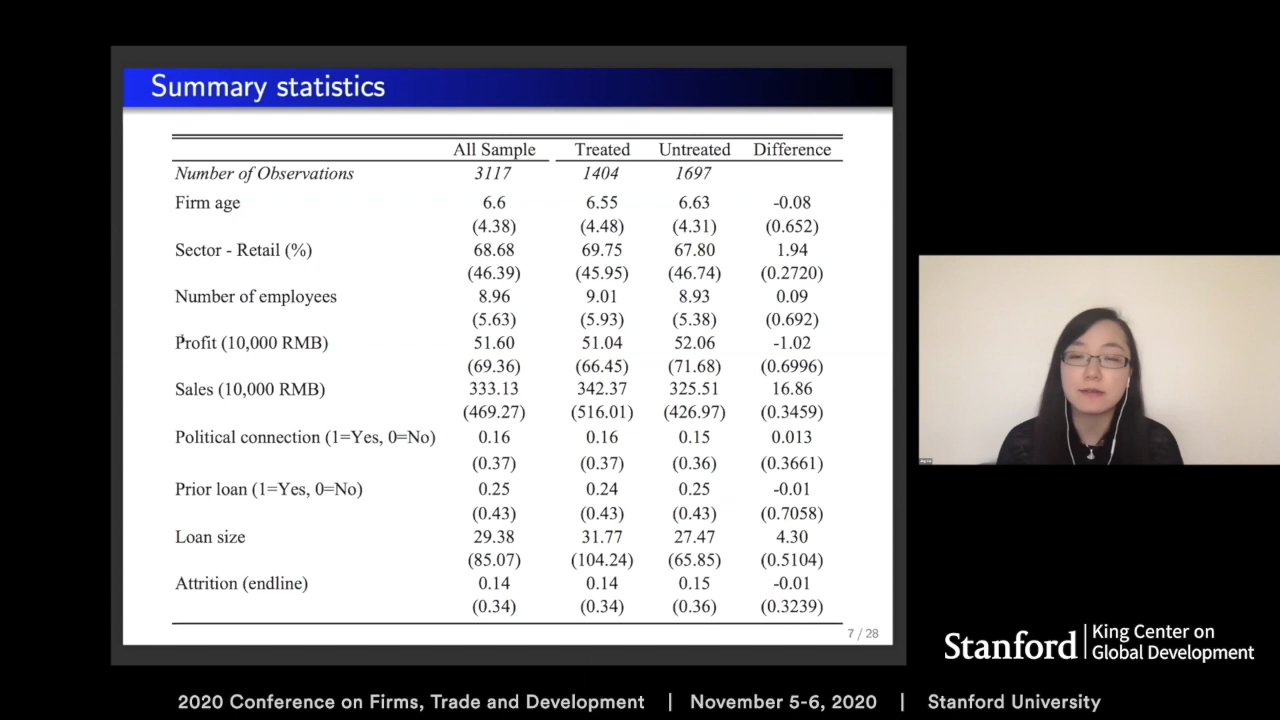 Summary statistics
All Sample Treated Untreated Difference
Number of Observations 3117 1404 1697
Firm age 6.6 6.55 6.63 -0.08
(4.38) (4.48) (4.31) (0.652)
Sector - Retail (%) 68.68 69.75 67.80 1.94
(46.39) (45.95) (46.74) (0.2720)
Number of employees 8.96 9.01 8.93 0.09
(5.63) (5.93) (5.38) (0.692)
Profit (10,000 RMB) 51.60 51.04 52.06 -1.02
(69.36) (66.45) (71.68) (0.6996)
Sales (10,000 RMB) 333.13 342.37 325.51 16.86
(469.27) (516.01) (426.97) (0.3459)
Political connection (1=Yes, 0=No) 0.16 0.16 0.15 0.013
(0.37) (0.37) (0.36) (0.3661)
Prior loan (1=Yes, 0=No) 0.25 0.24 0.25 -0.01
(0.43) (0.43) (0.43) (0.7058)
Loan size 29.38 31.77 27.47 4.30
(85.07) (104.24) (65.85) (0.5104)
Attrition (endline) 0.14 0.14 0.15 -0.01
(0.34) (0.34) (0.36) (0.3239)
7 / 28
Stanford | King Center on
Global Development
2020 Conference on Firms, Trade and Development | November 5-6, 2020 | Stanford University